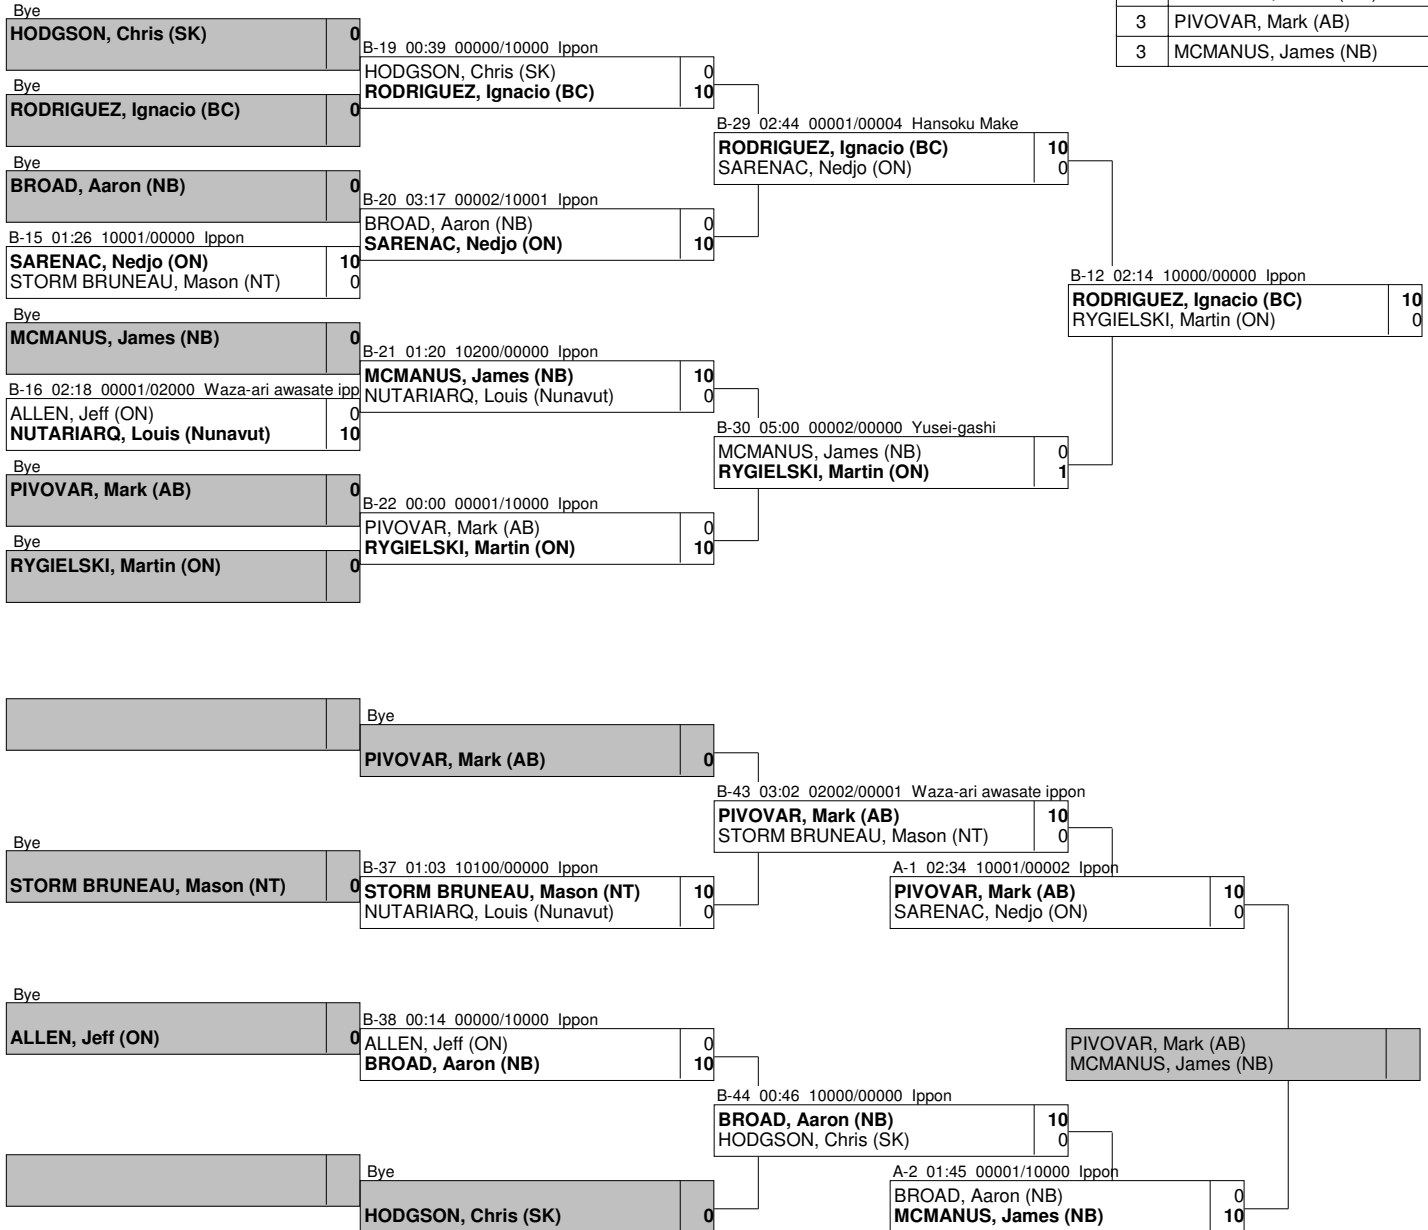 Bye
HODGSON, Chris (SK) 0
3 PIVOVAR, Mark (AB)
3 MCMANUS, James (NB)
B-19 00:39 00000/10000 Ippon
HODGSON, Chris (SK) 0
RODRIGUEZ, Ignacio (BC) 10
Bye
RODRIGUEZ, Ignacio (BC) 0
B-29 02:44 00001/00004 Hansoku Make
RODRIGUEZ, Ignacio (BC) 10
SARENAC, Nedjo (ON) 0
Bye
BROAD, Aaron (NB) 0
B-20 03:17 00002/10001 Ippon
BROAD, Aaron (NB) 0
SARENAC, Nedjo (ON) 10
B-15 01:26 10001/00000 Ippon
SARENAC, Nedjo (ON) 10
STORM BRUNEAU, Mason (NT) 0
B-12 02:14 10000/00000 Ippon
RODRIGUEZ, Ignacio (BC) 10
RYGIELSKI, Martin (ON) 0
Bye
MCMANUS, James (NB) 0
B-21 01:20 10200/00000 Ippon
MCMANUS, James (NB) 10
NUTARIARQ, Louis (Nunavut) 0
B-16 02:18 00001/02000 Waza-ari awasate ipp
ALLEN, Jeff (ON) 0
NUTARIARQ, Louis (Nunavut) 10
B-30 05:00 00002/00000 Yusei-gashi
MCMANUS, James (NB) 0
RYGIELSKI, Martin (ON) 1
Bye
PIVOVAR, Mark (AB) 0
B-22 00:00 00001/10000 Ippon
PIVOVAR, Mark (AB) 0
RYGIELSKI, Martin (ON) 10
Bye
RYGIELSKI, Martin (ON) 0
Bye
PIVOVAR, Mark (AB) 0
B-43 03:02 02002/00001 Waza-ari awasate ippon
PIVOVAR, Mark (AB) 10
STORM BRUNEAU, Mason (NT) 0
Bye
STORM BRUNEAU, Mason (NT) 0
B-37 01:03 10100/00000 Ippon
STORM BRUNEAU, Mason (NT) 10
NUTARIARQ, Louis (Nunavut) 0
A-1 02:34 10001/00002 Ippon
PIVOVAR, Mark (AB) 10
SARENAC, Nedjo (ON) 0
Bye
ALLEN, Jeff (ON) 0
B-38 00:14 00000/10000 Ippon
ALLEN, Jeff (ON) 0
BROAD, Aaron (NB) 10
PIVOVAR, Mark (AB)
MCMANUS, James (NB)
B-44 00:46 10000/00000 Ippon
BROAD, Aaron (NB) 10
HODGSON, Chris (SK) 0
Bye
HODGSON, Chris (SK) 0
A-2 01:45 00001/10000 Ippon
BROAD, Aaron (NB) 0
MCMANUS, James (NB) 10